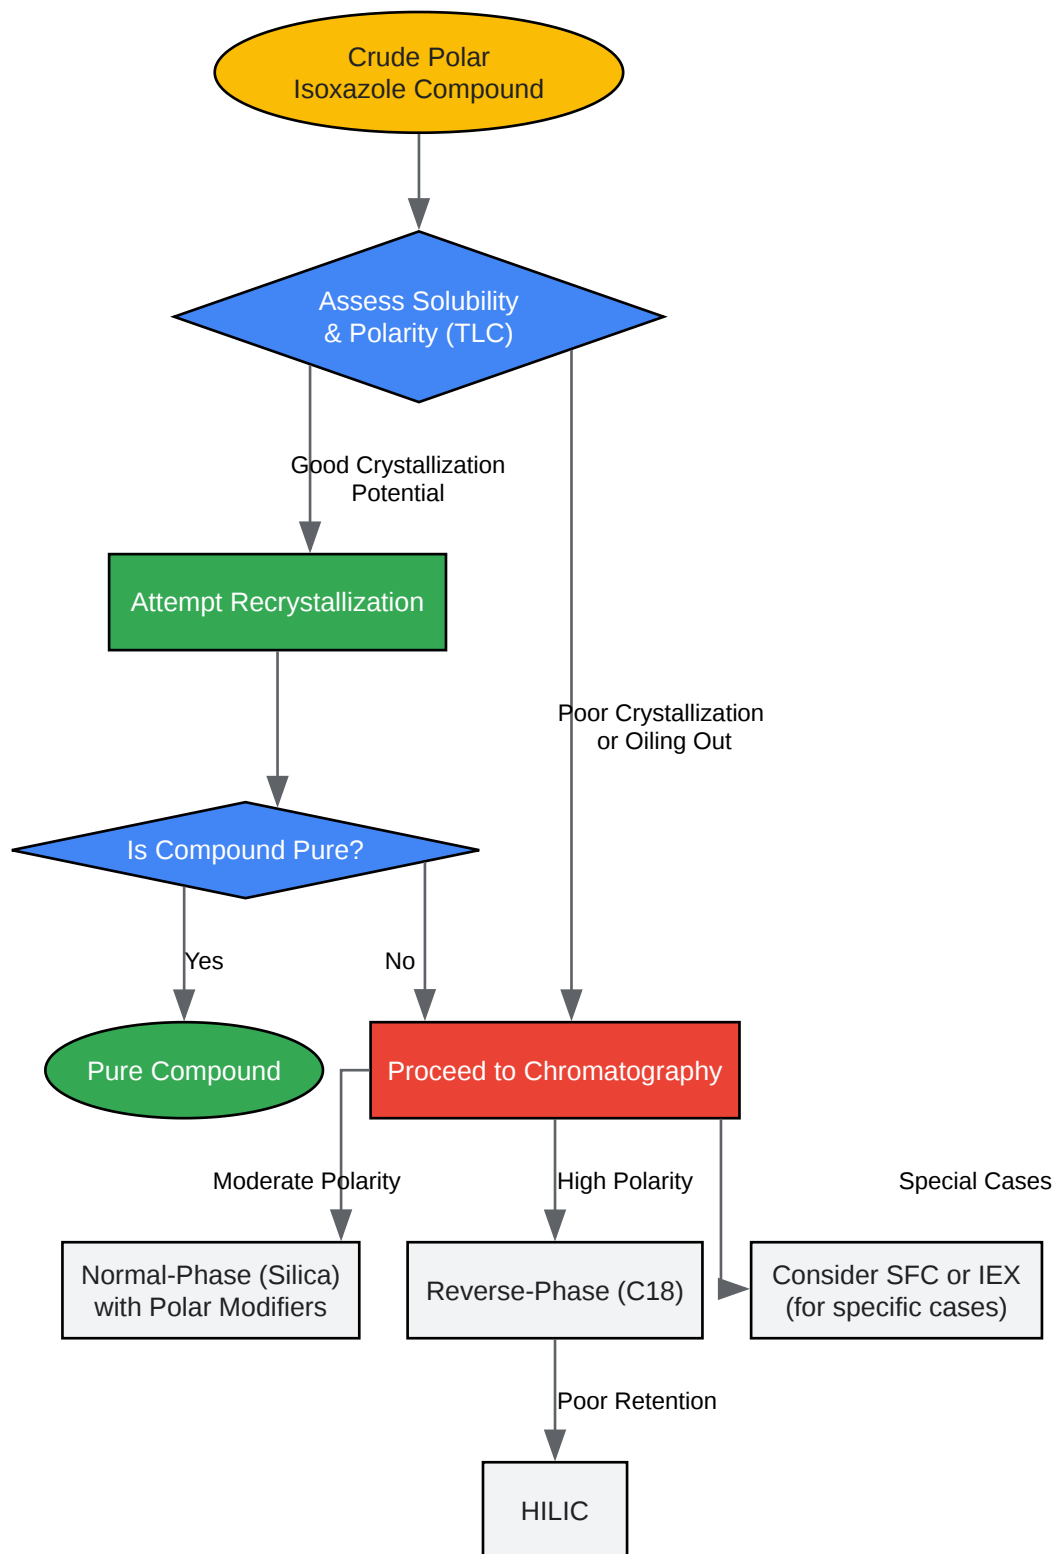 Crude Polar
Isoxazole Compound
Assess Solubility
& Polarity (TLC)
Good Crystallization
Potential
Attempt Recrystallization
Poor Crystallization
or Oiling Out
Is Compound Pure?
Yes
No
Pure Compound
Proceed to Chromatography
Moderate Polarity
High Polarity
Special Cases
Normal-Phase (Silica)
with Polar Modifiers
Reverse-Phase (C18)
Consider SFC or IEX
(for specific cases)
Poor Retention
HILIC